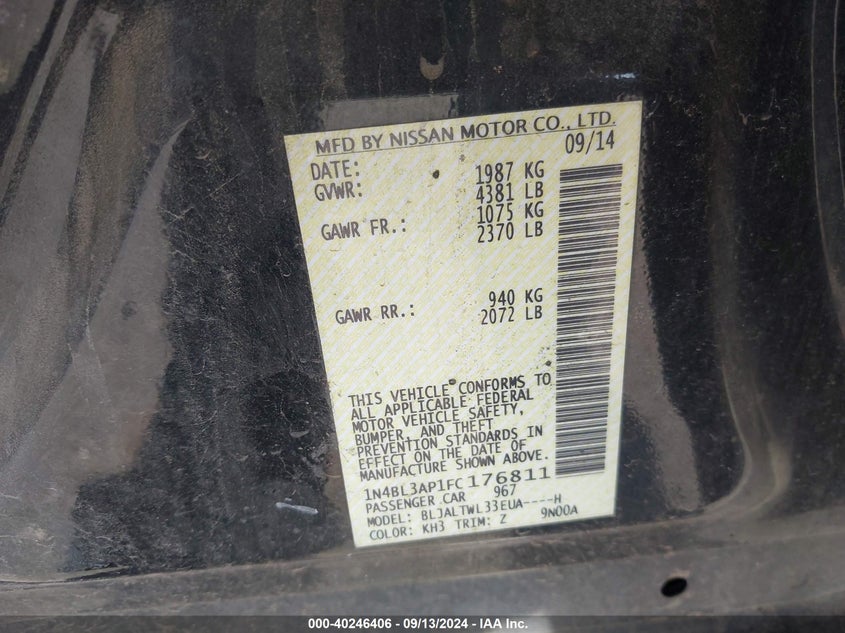 MFD BY NISSAN MOTOR CO., LTD.
DATE: 09/14
GVWR: 1987 KG
4381 LB
GAWR FR.: 1075 KG
2370 LB
GAWR RR.: 940 KG
2072 LB
THIS VEHICLE CONFORMS TO
ALL APPLICABLE FEDERAL
MOTOR VEHICLE SAFETY,
BUMPER, AND THEFT
PREVENTION STANDARDS IN
EFFECT ON THE DATE OF
MANUFACTURE SHOWN ABOVE.
1N4BL3AP1FC176811
PASSENGER CAR 967
MODEL: BLJALTWL33EUA----H
COLOR: KH3 TRIM: Z 9N00A
000-40246406 - 09/13/2024 - IAA Inc.